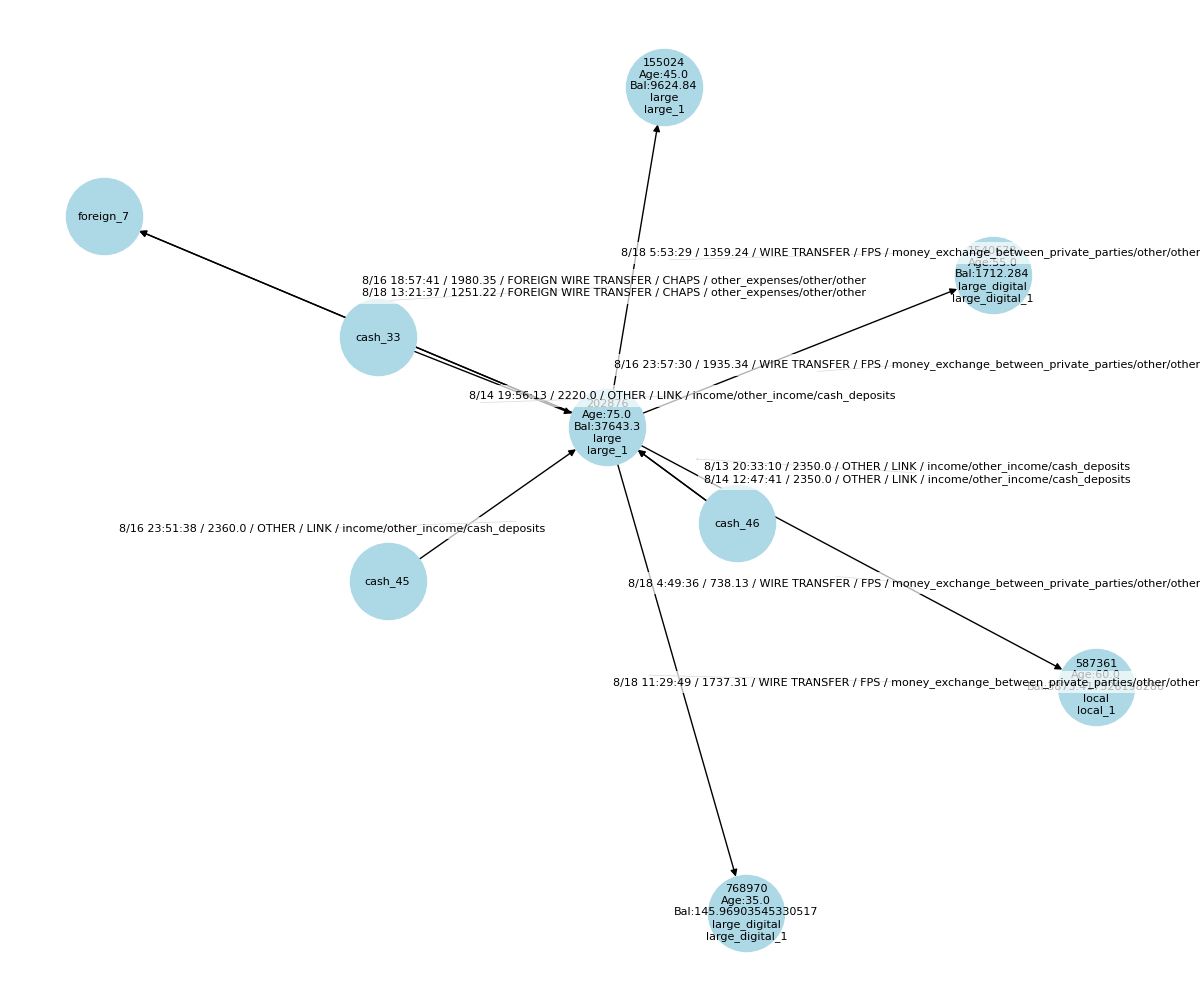 155024
Age:45.0
Bal:9624.84
large
large_1
foreign_7
8/18 5:53:29 / 1359.24 / WIRE TRANSFER / FPS / money_exchange_between_private_parties/other/other
Age:55.0
Bal:1712.284
large_digital
large_digital_1
8/16 18:57:41 / 1980.35 / FOREIGN WIRE TRANSFER / CHAPS / other_expenses/other/other
8/18 13:21:37 / 1251.22 / FOREIGN WIRE TRANSFER / CHAPS / other_expenses/other/other
cash_33
8/16 23:57:30 / 1935.34 / WIRE TRANSFER / FPS / money_exchange_between_private_parties/other/other
8/14 19:56:13 / 2220.0 / OTHER / LINK / income/other_income/cash_deposits
202876
Age:75.0
Bal:37643.3
large
large_1
8/13 20:33:10 / 2350.0 / OTHER / LINK / income/other_income/cash_deposits
8/14 12:47:41 / 2350.0 / OTHER / LINK / income/other_income/cash_deposits
cash_46
8/16 23:51:38 / 2360.0 / OTHER / LINK / income/other_income/cash_deposits
cash_45
8/18 4:49:36 / 738.13 / WIRE TRANSFER / FPS / money_exchange_between_private_parties/other/other
587361
Age:60.0
8/18 11:29:49 / 1737.31 / WIRE TRANSFER / FPS / money_exchange_between_private_parties/other/other
local
local_1
768970
Age:35.0
Bal:145.96903545330517
large_digital
large_digital_1